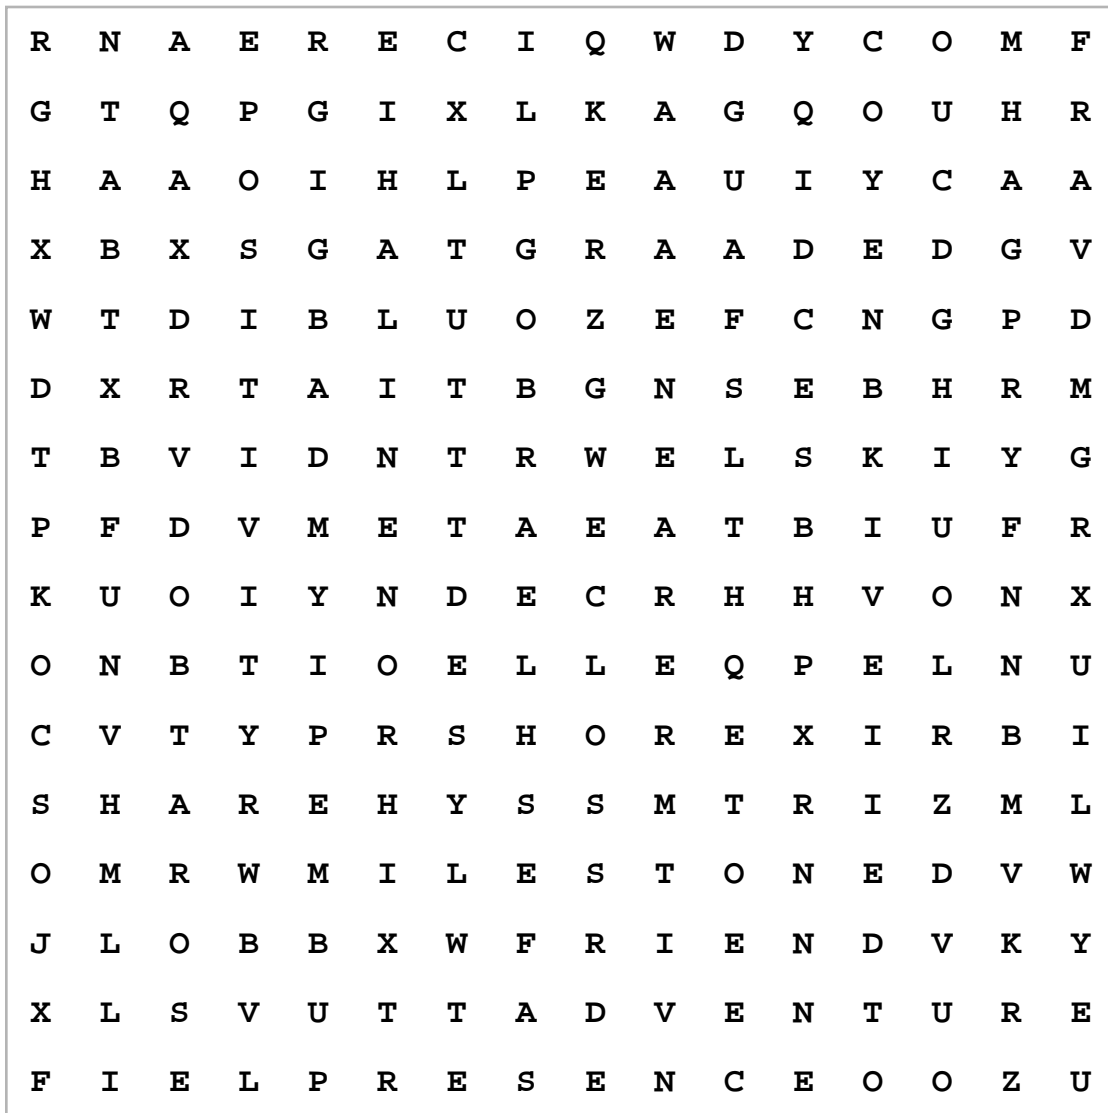 R N A E R E C I Q W D Y C O M F
G T Q P G I X L K A G Q O U H R
H A A O I H L P E A U I Y C A A
X B X S G A T G R A A D E D G V
W T D I B L U O Z E F C N G P D
D X R T A I T B G N S E B H R M
T B V I D N T R W E L S K I Y G
P F D V M E T A E A T B I U F R
K U O I Y N D E C R H H V O N X
O N B T I O E L L E Q P E L N U
C V T Y P R S H O R E X I R B I
S H A R E H Y S S M T R I Z M L
O M R W M I L E S T O N E D V W
J L O B B X W F R I E N D V K Y
X L S V U T T A D V E N T U R E
F I E L P R E S E N C E O O Z U